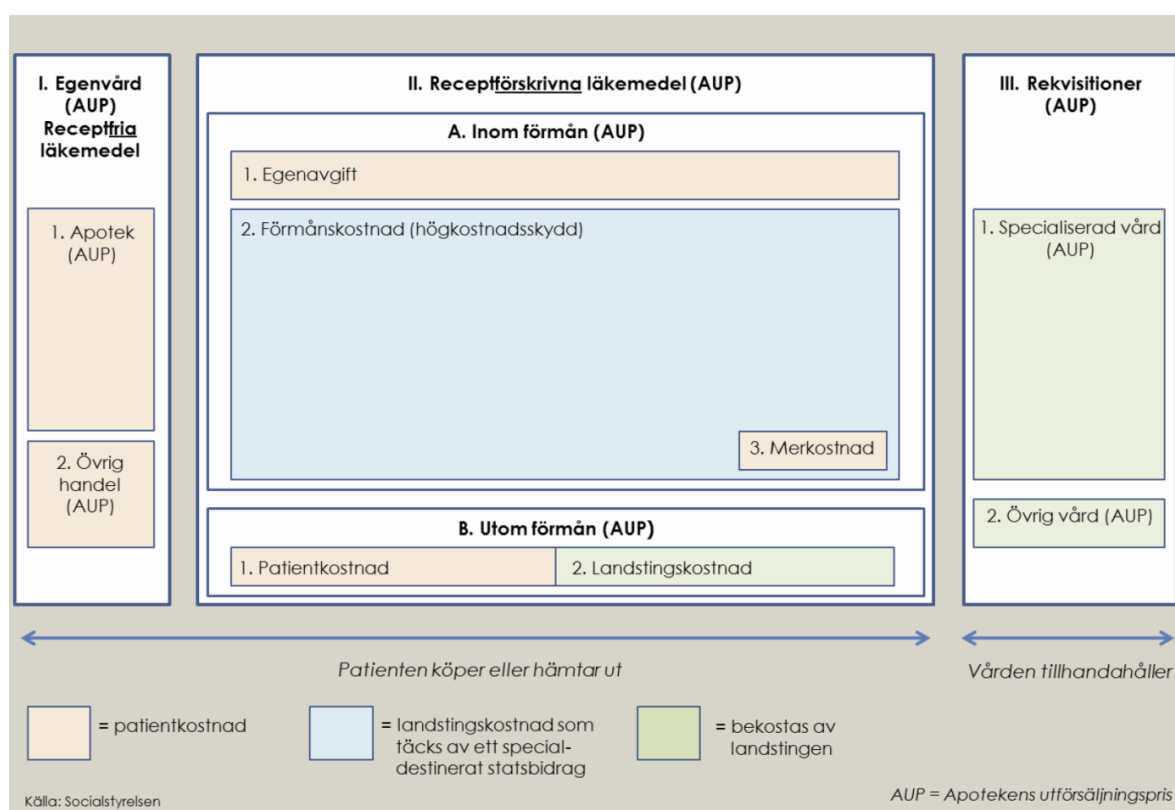 I. Egenvård
(AUP)
Receptfria
läkemedel
1. Apotek
(AUP)
2. Övrig
handel
(AUP)
II. Receptförskrivna läkemedel (AUP)
A. Inom förmån (AUP)
1. Egenavgift
2. Förmånskostnad (högkostnadsskydd)
3. Merkostnad
B. Utom förmån (AUP)
1. Patientkostnad
2. Landstingskostnad
III. Rekvisitioner
(AUP)
1. Specialiserad vård
(AUP)
2. Övrig vård (AUP)
Patienten köper eller hämtar ut
Vården tillhandahåller
= patientkostnad
= landstingskostnad som
täcks av ett special-
destinerat statsbidrag
= bekostas av
landstingen
Källa: Socialstyrelsen
AUP = Apotekens utförsäljningspris